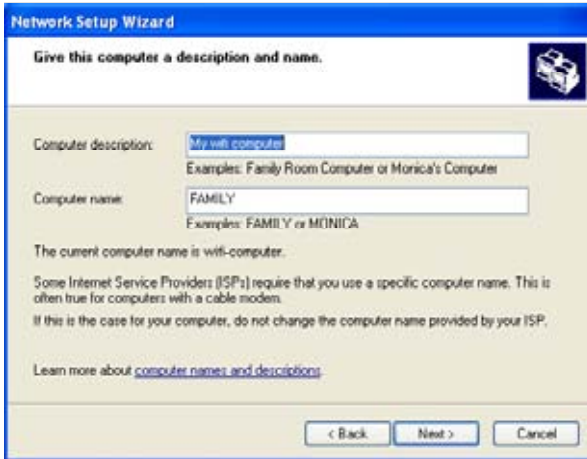 Network Setup Wizard
Give this computer a description and name.
Computer description: My wifi computer
Examples: Family Room Computer or Monica's Computer
Computer name: FAMILY
Examples: FAMILY or MONICA
The current computer name is wifi-computer.
Some Internet Service Providers (ISPs) require that you use a specific computer name. This is
often true for computers with a cable modem.
If this is the case for your computer, do not change the computer name provided by your ISP.
Learn more about computer names and descriptions.
< Back Next > Cancel